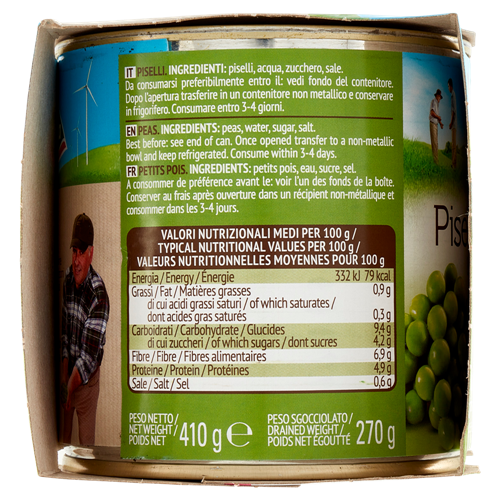 IT PISELLI. INGREDIENTI: piselli, acqua, zucchero, sale.
Da consumarsi preferibilmente entro il: vedi fondo del contenitore.
Dopo l'apertura trasferire in un contenitore non metallico e conservare
in frigorifero. Consumare entro 3-4 giorni.
EN PEAS. INGREDIENTS: peas, water, sugar, salt.
Best before: see end of can. Once opened transfer to a non-metallic
bowl and keep refrigerated. Consume within 3-4 days.
FR PETITS POIS. INGREDIENTS: petits pois, eau, sucre, sel.
A consommer de préférence avant le: voir l'un des fonds de la boîte.
Conserver au frais après ouverture dans un récipient non-métallique et
consommer dans les 3-4 jours.
VALORI NUTRIZIONALI MEDI PER 100 g /
TYPICAL NUTRITIONAL VALUES PER 100 g /
VALEURS NUTRITIONNELLES MOYENNES POUR 100 g
Energia / Energy / Énergie 332 kJ 79 kcal
Grassi / Fat / Matières grasses 0,9 g
di cui acidi grassi saturi / of which saturates /
dont acides gras saturés 0,3 g
Carboidrati / Carbohydrate / Glucides 9,4 g
di cui zuccheri / of which sugars / dont sucres 4,2 g
Fibre / Fibre / Fibres alimentaires 6,9 g
Proteine / Protein / Protéines 4,9 g
Sale / Salt / Sel 0,6 g
PESO NETTO/
NET WEIGHT/
POIDS NET
410 g e
PESO SGOCCIOLATO/
DRAINED WEIGHT/
POIDS NET ÉGOUTTÉ
270 g
Pise